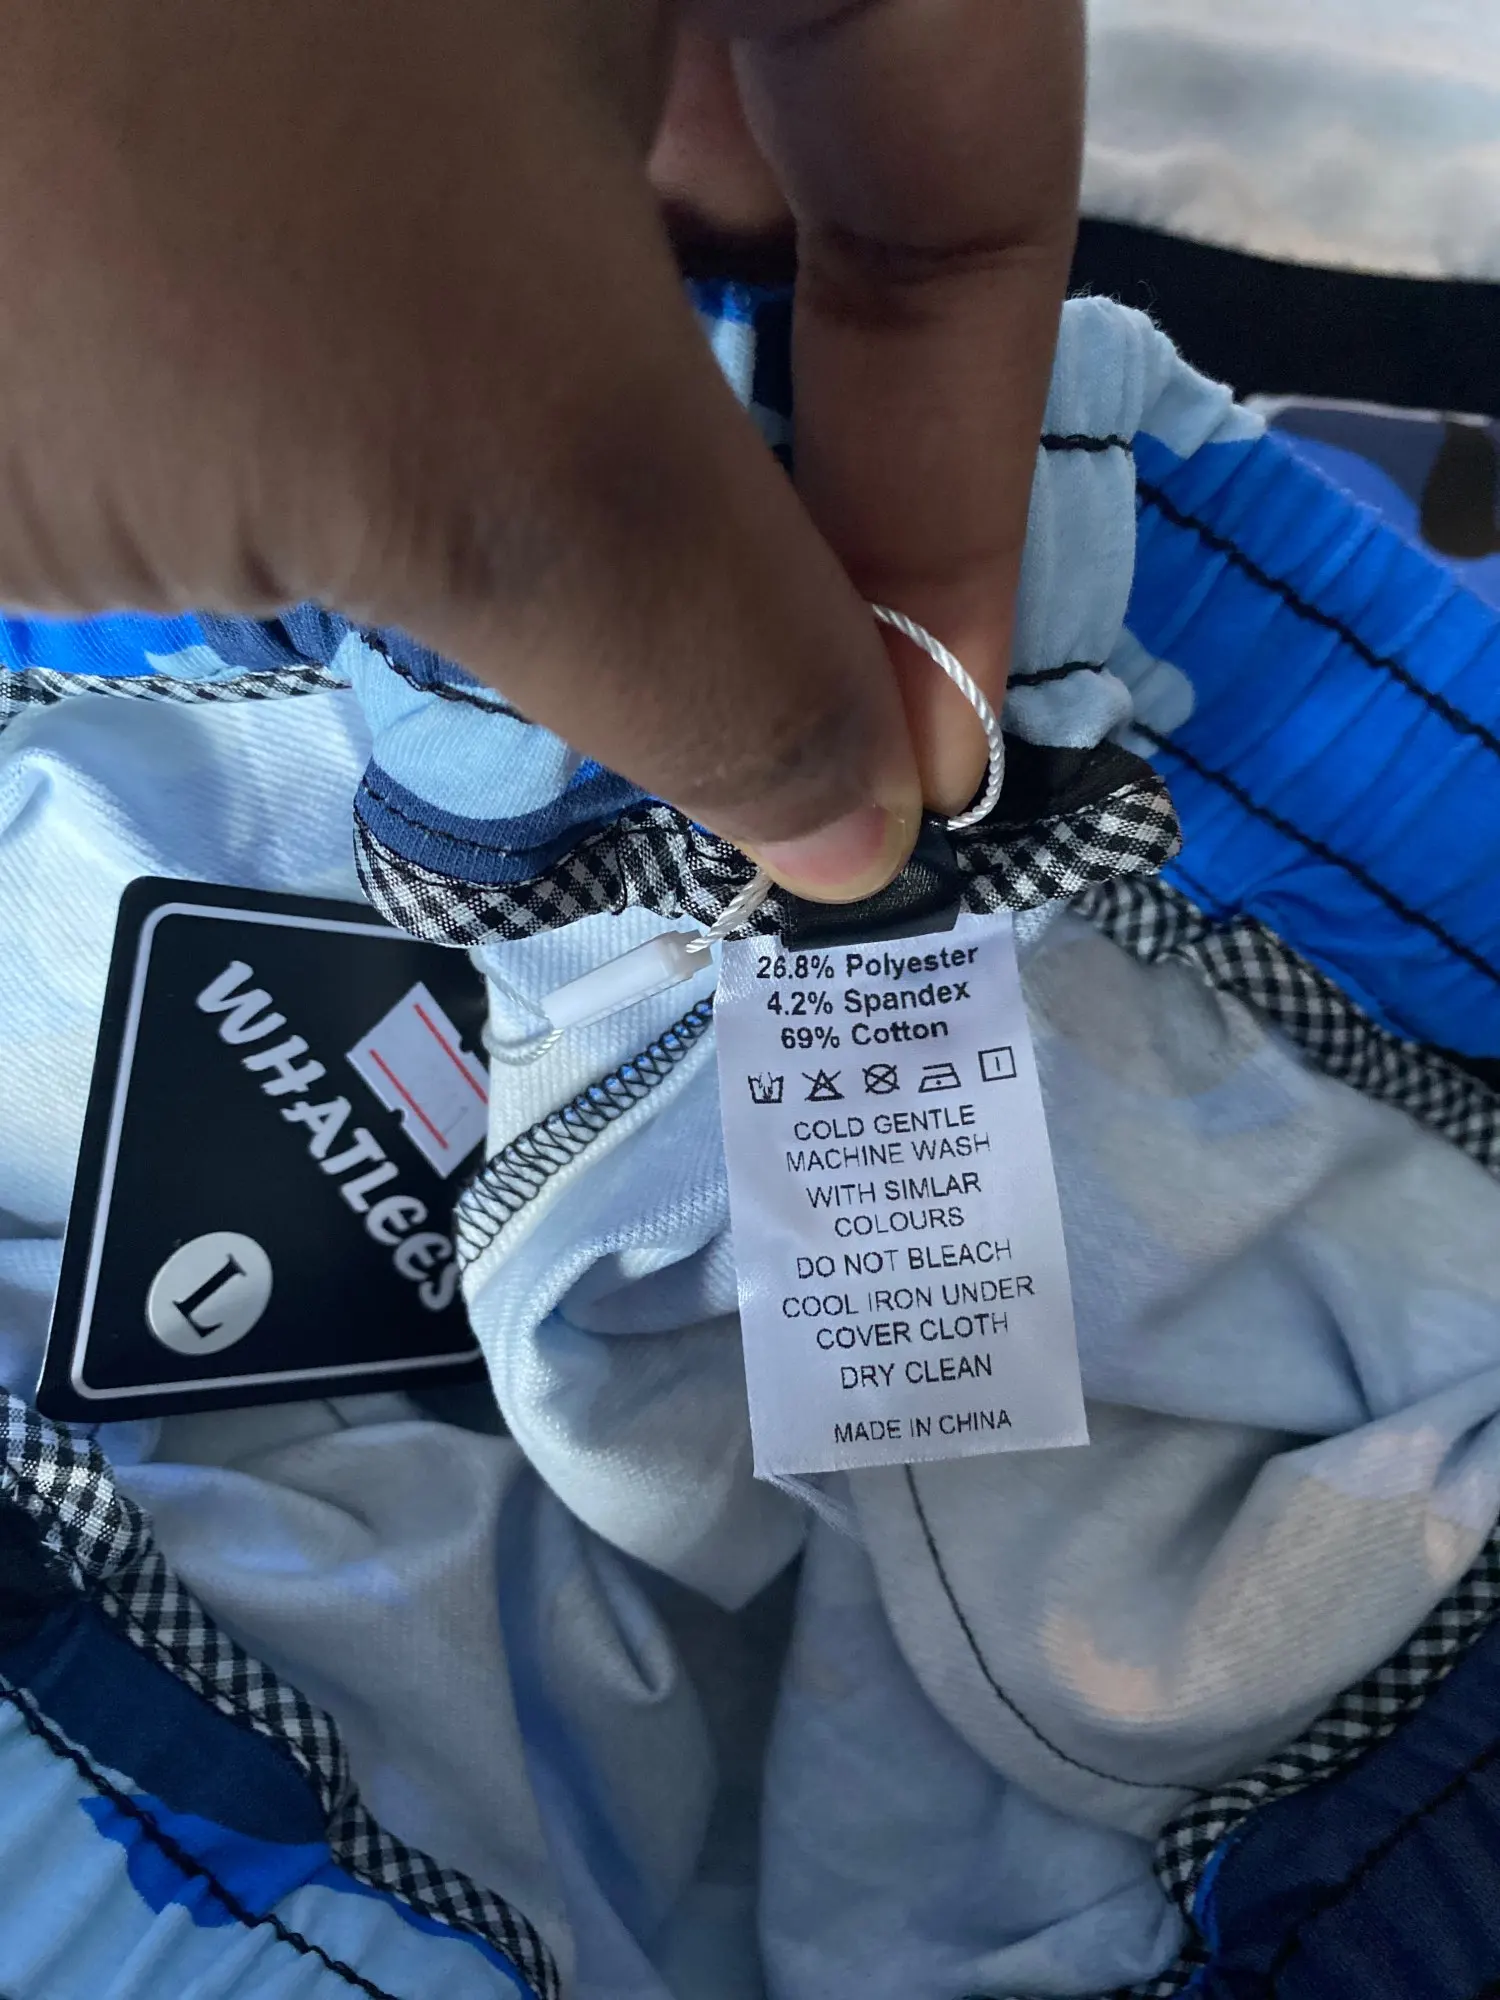 WHATLEES
L
26.8% Polyester
4.2% Spandex
69% Cotton
COLD GENTLE
MACHINE WASH
WITH SIMLAR
COLOURS
DO NOT BLEACH
COOL IRON UNDER
COVER CLOTH
DRY CLEAN
MADE IN CHINA